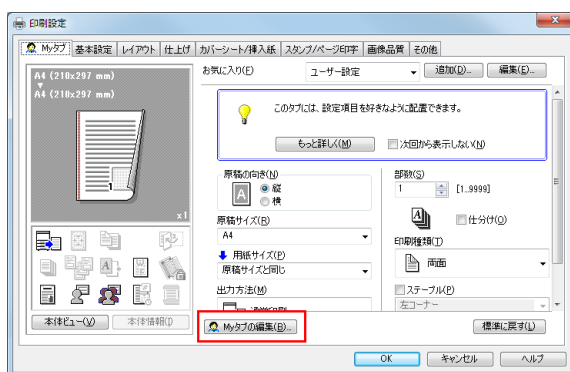 印刷設定
Myタブ 基本設定 レイアウト 仕上げ カバーシート/挿入紙 スタンプ/ページ印字 画像品質 その他
A4 (210x297 mm)
A4 (210x297 mm)
1
x1
お気に入り(F) ユーザー設定 追加(D)... 編集(E)...
このタブには、設定項目を好きなように配置できます。
もっと詳しく(M) 次回から表示しない(N)
原稿の向き(N)
A
縦
横
原稿サイズ(R)
A4
用紙サイズ(P)
原稿サイズと同じ
出力方法(M)
通常印刷
部数(S)
1 [1..9999]
仕分け(O)
印刷種類(T)
両面
ステープル(P)
左コーナー
本体ビュー(V) 本体情報(I)
Myタブの編集(B)...
標準に戻す(L)
OK キャンセル ヘルプ